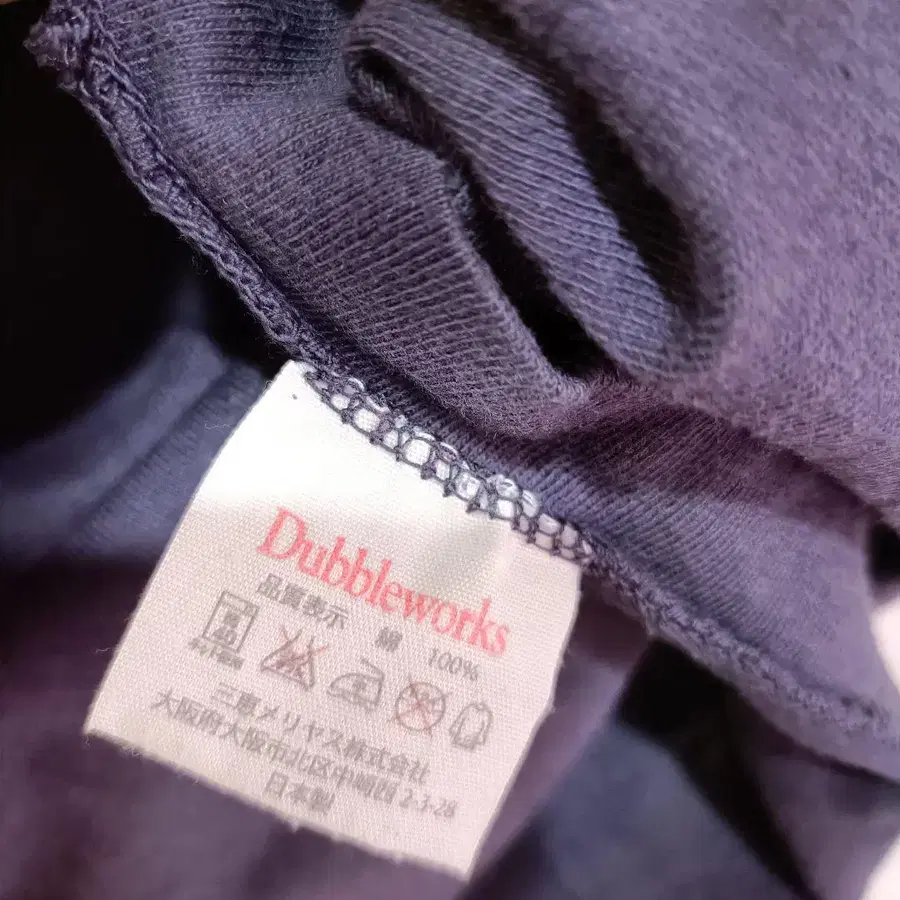 Dubbleworks
品質表示 綿 100%
40
三恵メリヤス株式会社
大阪府大阪市北区中崎西2-3-28
日本製